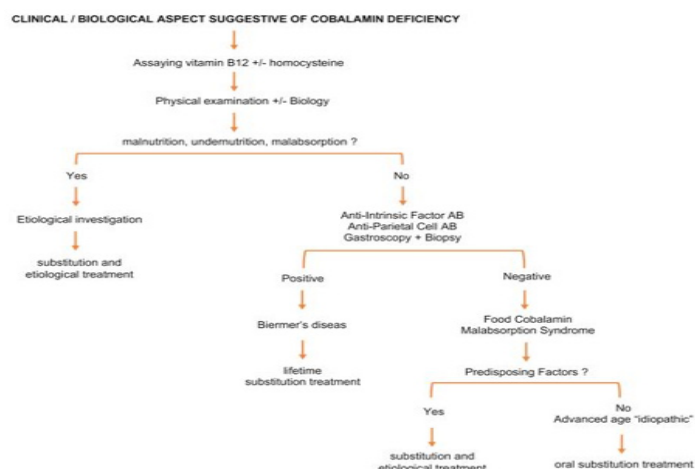 CLINICAL / BIOLOGICAL ASPECT SUGGESTIVE OF COBALAMIN DEFICIENCY
Assaying vitamin B12 +/- homocysteine
Physical examination +/- Biology
malnutrition, undernutrition, malabsorption ?
Yes
No
Etiological investigation
substitution and
etiological treatment
Anti-Intrinsic Factor AB
Anti-Parietal Cell AB
Gastroscopy + Biopsy
Positive
Negative
Biermer's diseas
lifetime
substitution treatment
Food Cobalamin
Malabsorption Syndrome
Predisposing Factors ?
Yes
No
Advanced age "idiopathic"
substitution and
etiological treatment
oral substitution treatment